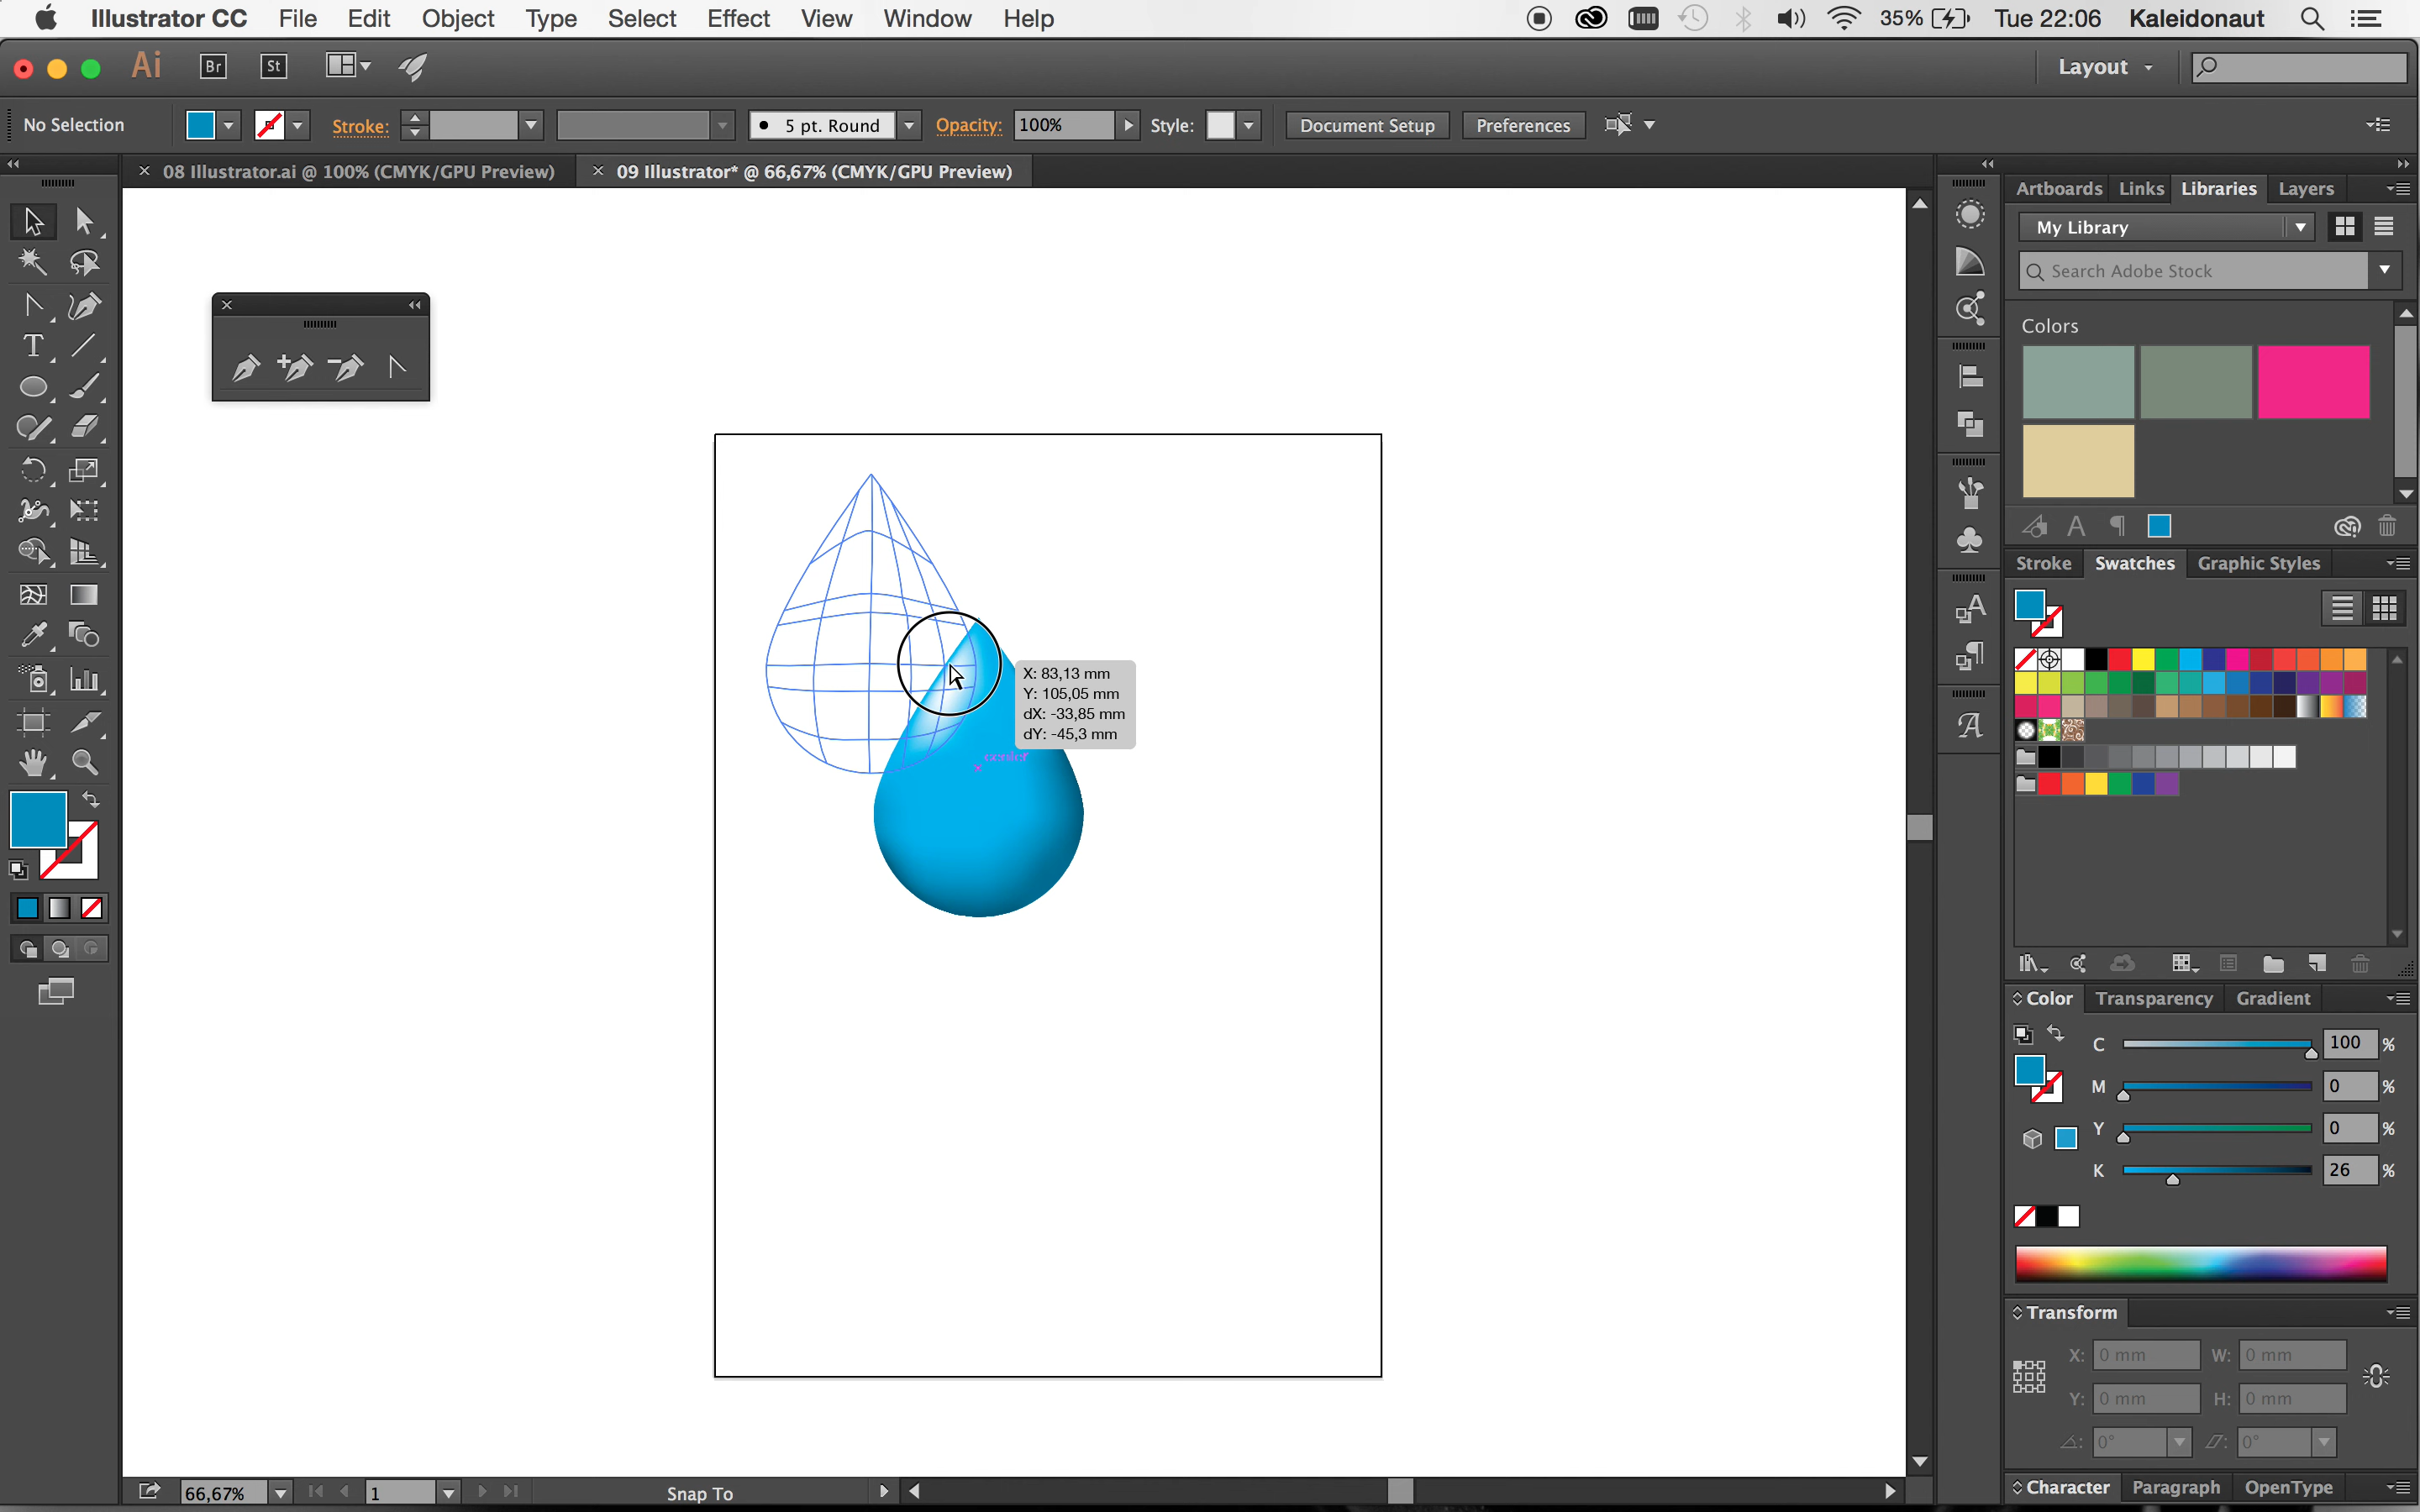 Illustrator CC File Edit Object Type Select Effect View Window Help 35% Tue 22:06 Kaleidonaut
Ai Br St Layout
No Selection Stroke: 5 pt. Round Opacity: 100% Style: Document Setup Preferences
08 Illustrator.ai @ 100% (CMYK/GPU Preview) 09 Illustrator* @ 66,67% (CMYK/GPU Preview)
Artboards Links Libraries Layers
My Library
Search Adobe Stock
Colors
Stroke Swatches Graphic Styles
X: 83,13 mm
Y: 105,05 mm
dX: -33,85 mm
dY: -45,3 mm
center
Color Transparency Gradient
C 100 %
M 0 %
Y 0 %
K 26 %
Transform
X: 0 mm W: 0 mm
Y: 0 mm H: 0 mm
0° 0°
Character Paragraph OpenType
66,67% 1 Snap To